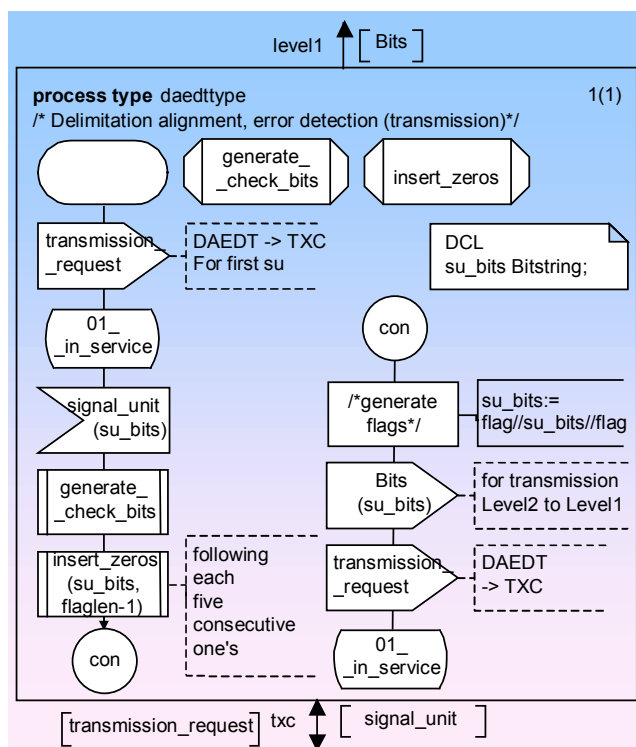 level1
Bits
process type daedttype
1(1)
/* Delimitation alignment, error detection (transmission)*/
generate_
_check_bits
insert_zeros
transmission_
_request
DAEDT -> TXC
For first su
DCL
su_bits Bitstring;
01_
_in_service
signal_unit
(su_bits)
generate_
_check_bits
insert_zeros
(su_bits,
flaglen-1)
following
each
five
consecutive
one's
con
con
/*generate
flags*/
su_bits:=
flag//su_bits//flag
Bits
(su_bits)
for transmission
Level2 to Level1
transmission_
_request
DAEDT
-> TXC
01_
_in_service
transmission_request
txc
signal_unit